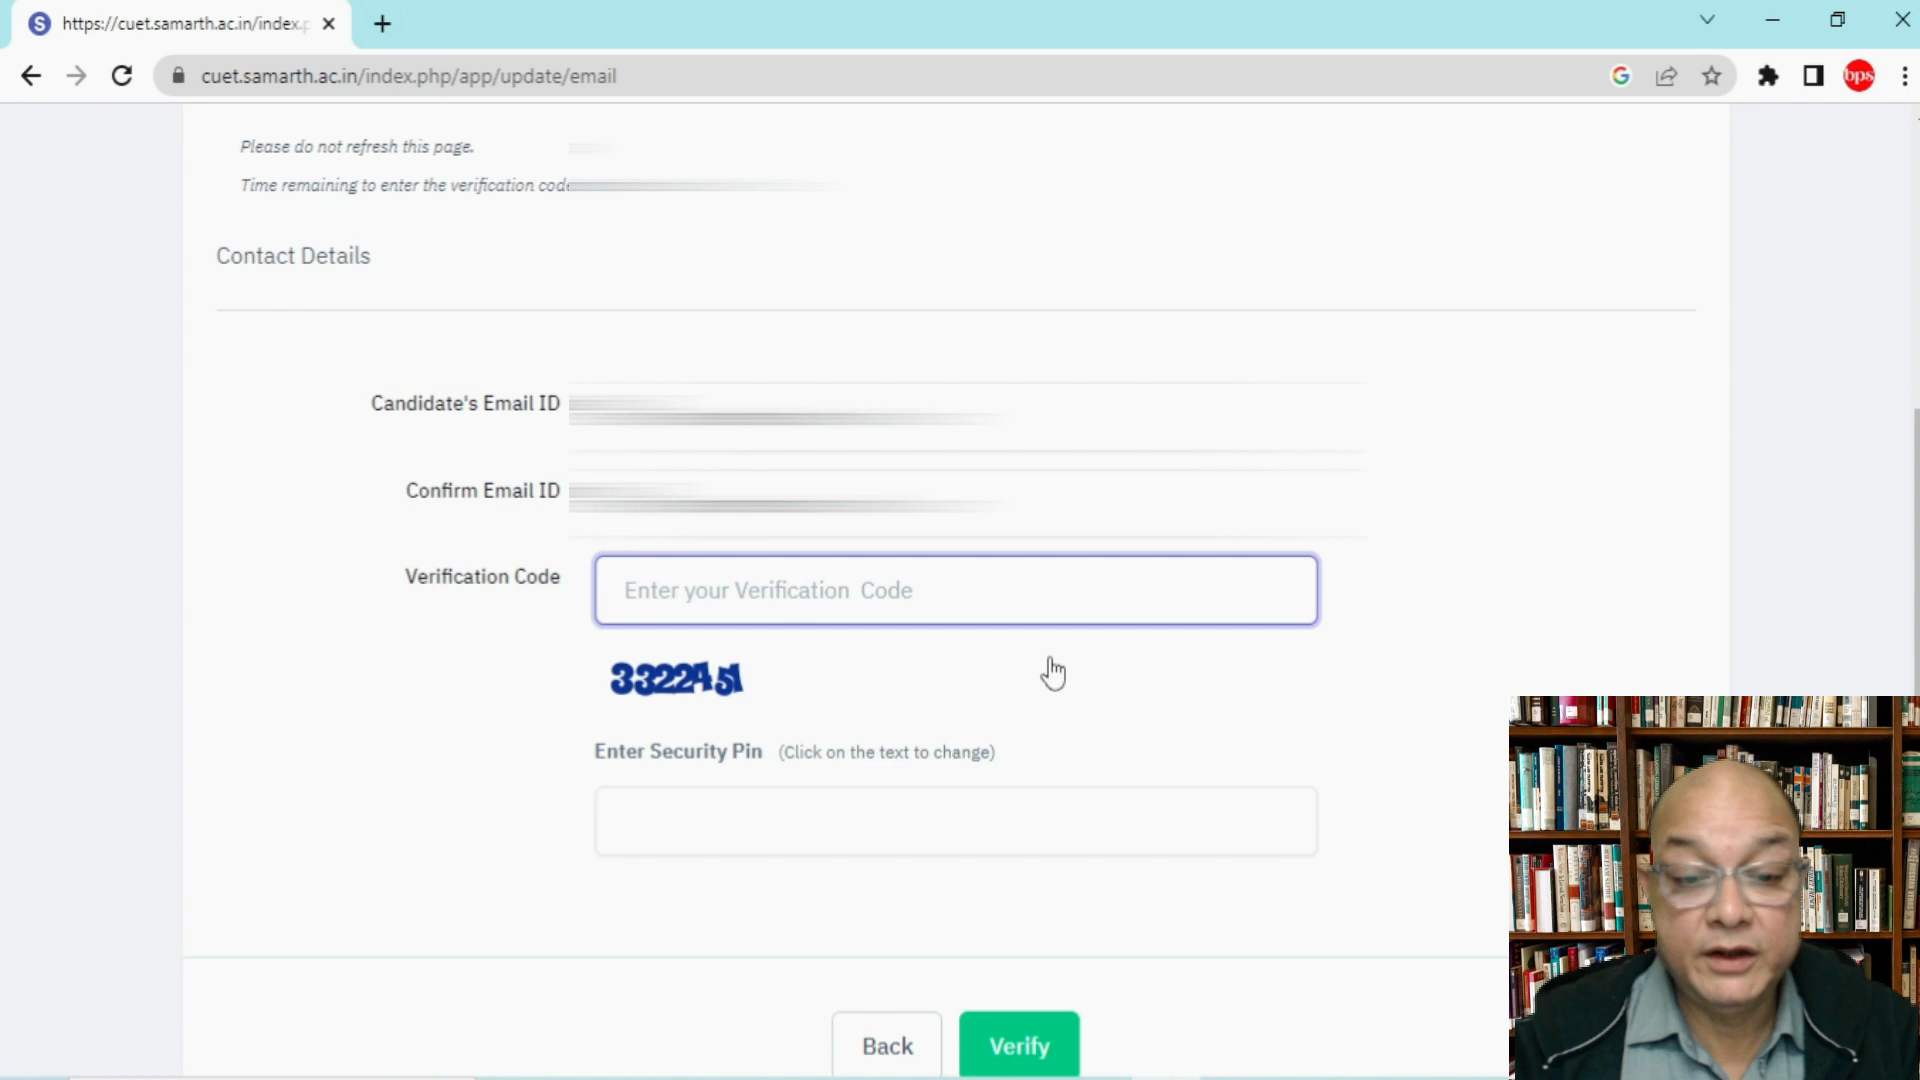 https://cuet.samarth.ac.in/index.p
cuet.samarth.ac.in/index.php/app/update/email
bps
Please do not refresh this page.
Time remaining to enter the verification code
Contact Details
Candidate's Email ID
Confirm Email ID
Verification Code
Enter your Verification Code
3322451
Enter Security Pin (Click on the text to change)
Back
Verify